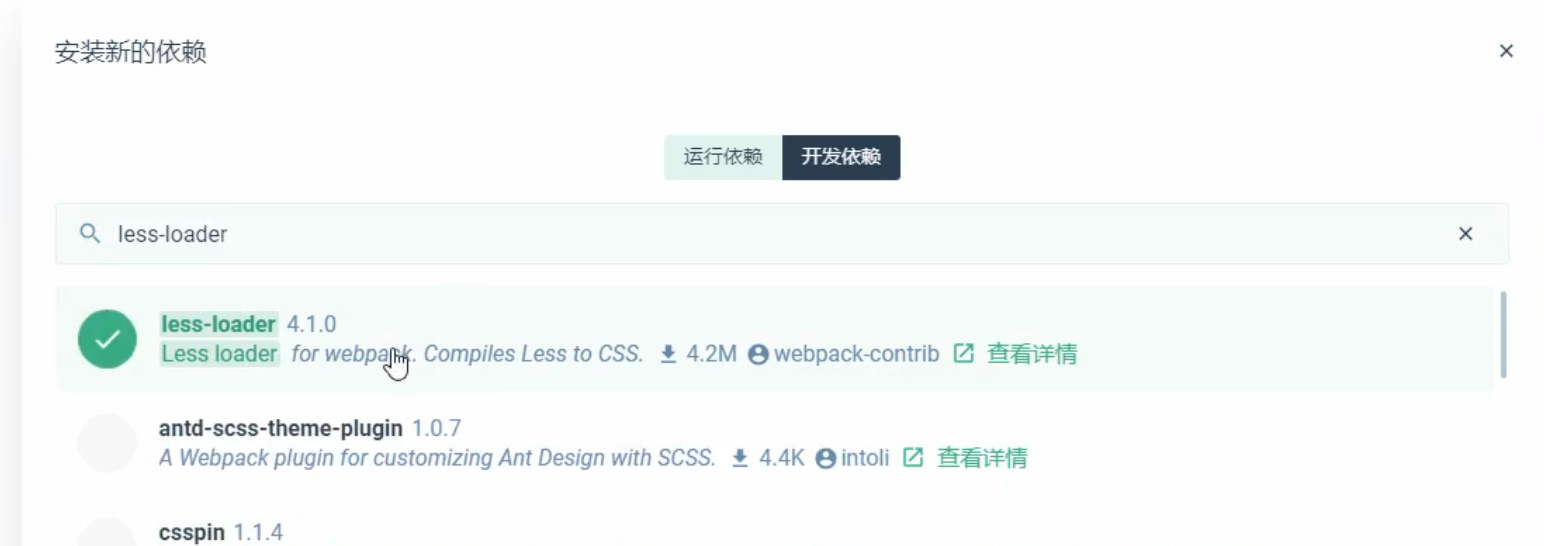 安装新的依赖
运行依赖 开发依赖
less-loader
less-loader 4.1.0
Less loader for webpack. Compiles Less to CSS. 4.2M webpack-contrib 查看详情
antd-scss-theme-plugin 1.0.7
A Webpack plugin for customizing Ant Design with SCSS. 4.4K intoli 查看详情
csspin 1.1.4